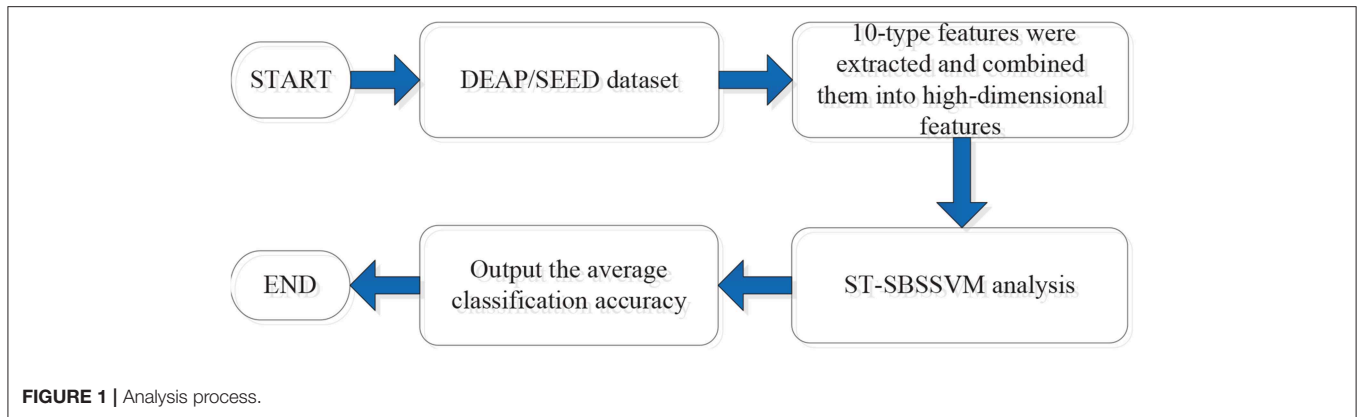 START
DEAP/SEED dataset
10-type features were
extracted and combined
them into high-dimensional
features
ST-SBSSVM analysis
Output the average
classification accuracy
END
FIGURE 1 | Analysis process.